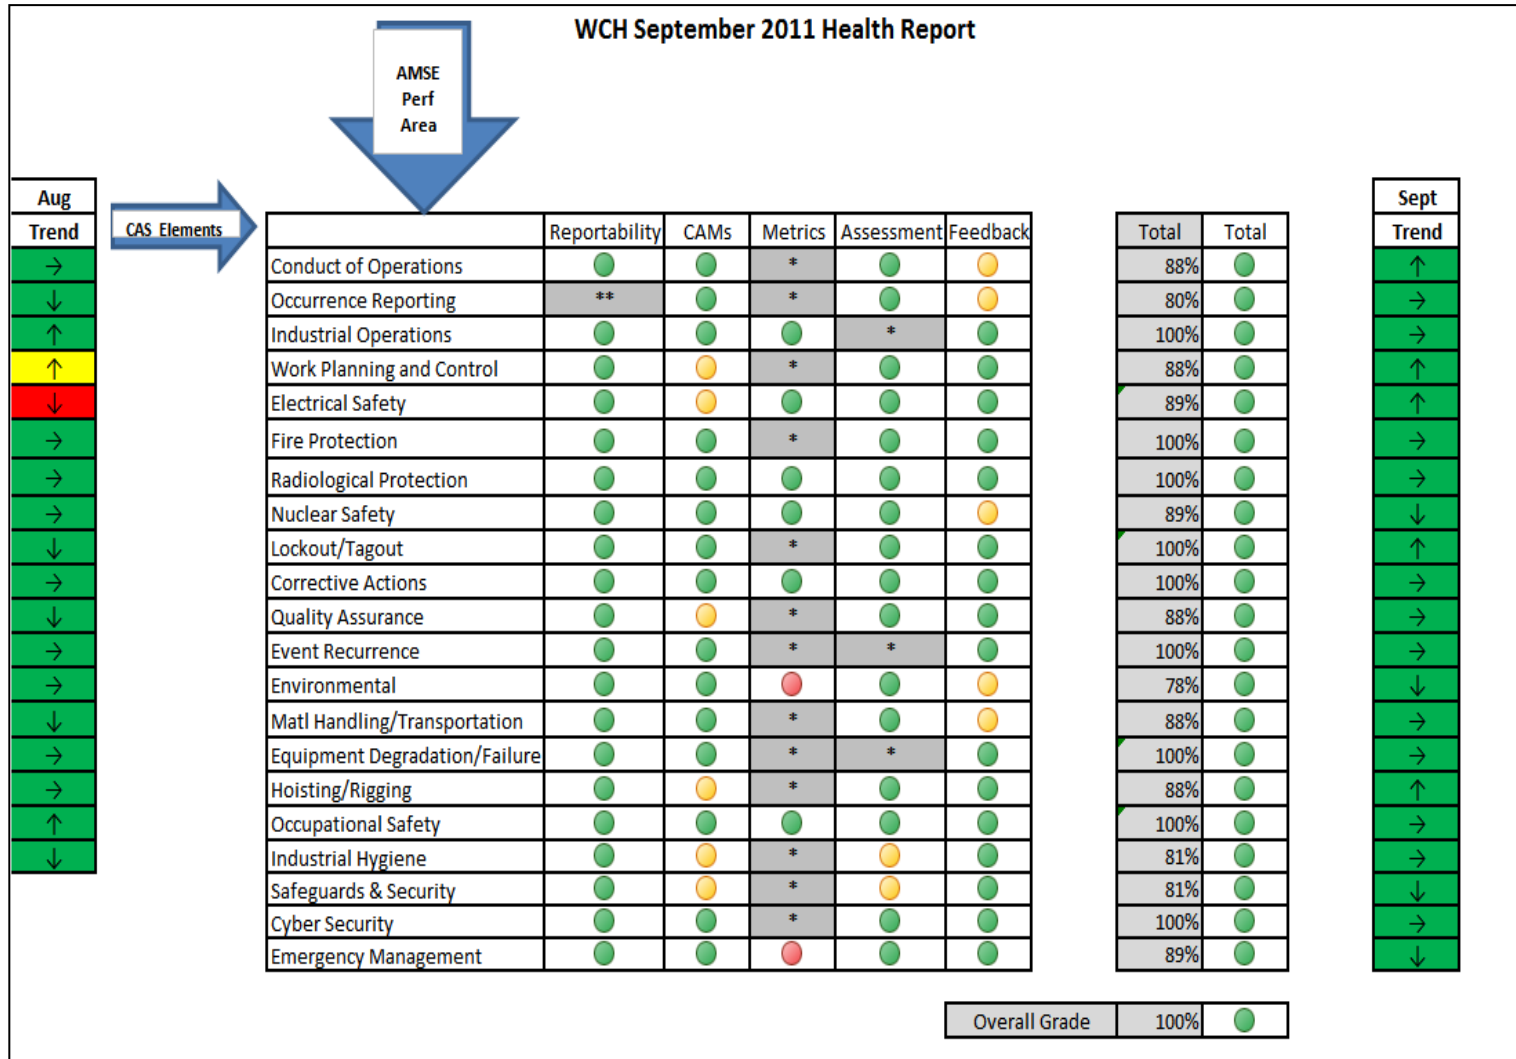 WCH September 2011 Health Report
AMSE
Perf
Area
Aug
Trend
→
↓
↑
↑
↓
→
→
→
↓
→
↓
→
→
↓
→
→
↑
↓
CAS Elements
Reportability CAMs Metrics Assessment Feedback Total Total
Conduct of Operations * 88%
Occurrence Reporting ** * 80%
Industrial Operations * 100%
Work Planning and Control * 88%
Electrical Safety 89%
Fire Protection * 100%
Radiological Protection 100%
Nuclear Safety 89%
Lockout/Tagout * 100%
Corrective Actions 100%
Quality Assurance * 88%
Event Recurrence * * 100%
Environmental 78%
Matl Handling/Transportation * 88%
Equipment Degradation/Failure * * 100%
Hoisting/Rigging * 88%
Occupational Safety 100%
Industrial Hygiene * 81%
Safeguards & Security * 81%
Cyber Security * 100%
Emergency Management 89%
Overall Grade 100%
Sept
Trend
↑
→
→
↑
↑
→
→
↓
↑
→
→
→
↓
→
→
↑
→
→
↓
→
↓